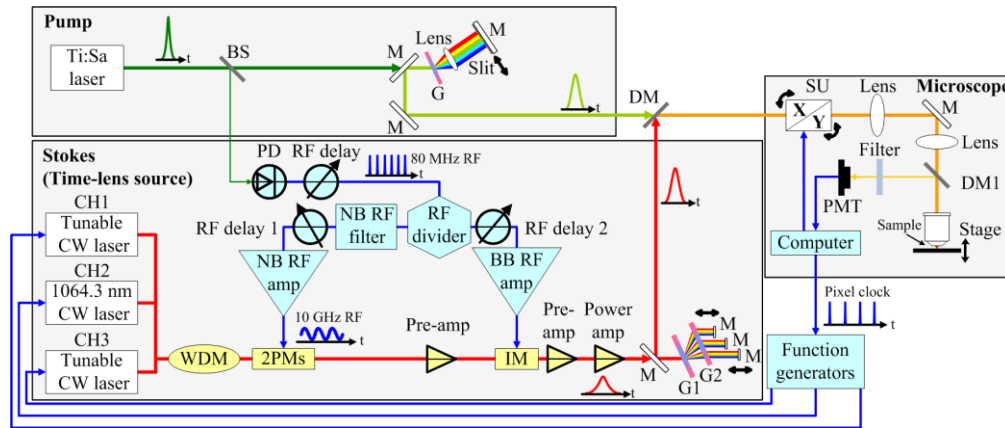 Pump
Ti:Sa
laser
t
BS
M
Lens
M
Slit
G
M
t
DM
Microscope
SU
X
Y
Lens
M
Lens
Filter
DM1
PMT
Sample
Stage
Computer
Stokes
(Time-lens source)
PD
RF delay
80 MHz RF
t
CH1
Tunable
CW laser
CH2
1064.3 nm
CW laser
CH3
Tunable
CW laser
RF delay 1
NB RF
filter
RF
divider
RF delay 2
NB RF
amp
BB RF
amp
10 GHz RF
t
WDM
2PMs
Pre-amp
IM
Pre-
amp
Power
amp
t
t
M
G1
G2
M
M
M
Pixel clock
t
Function
generators